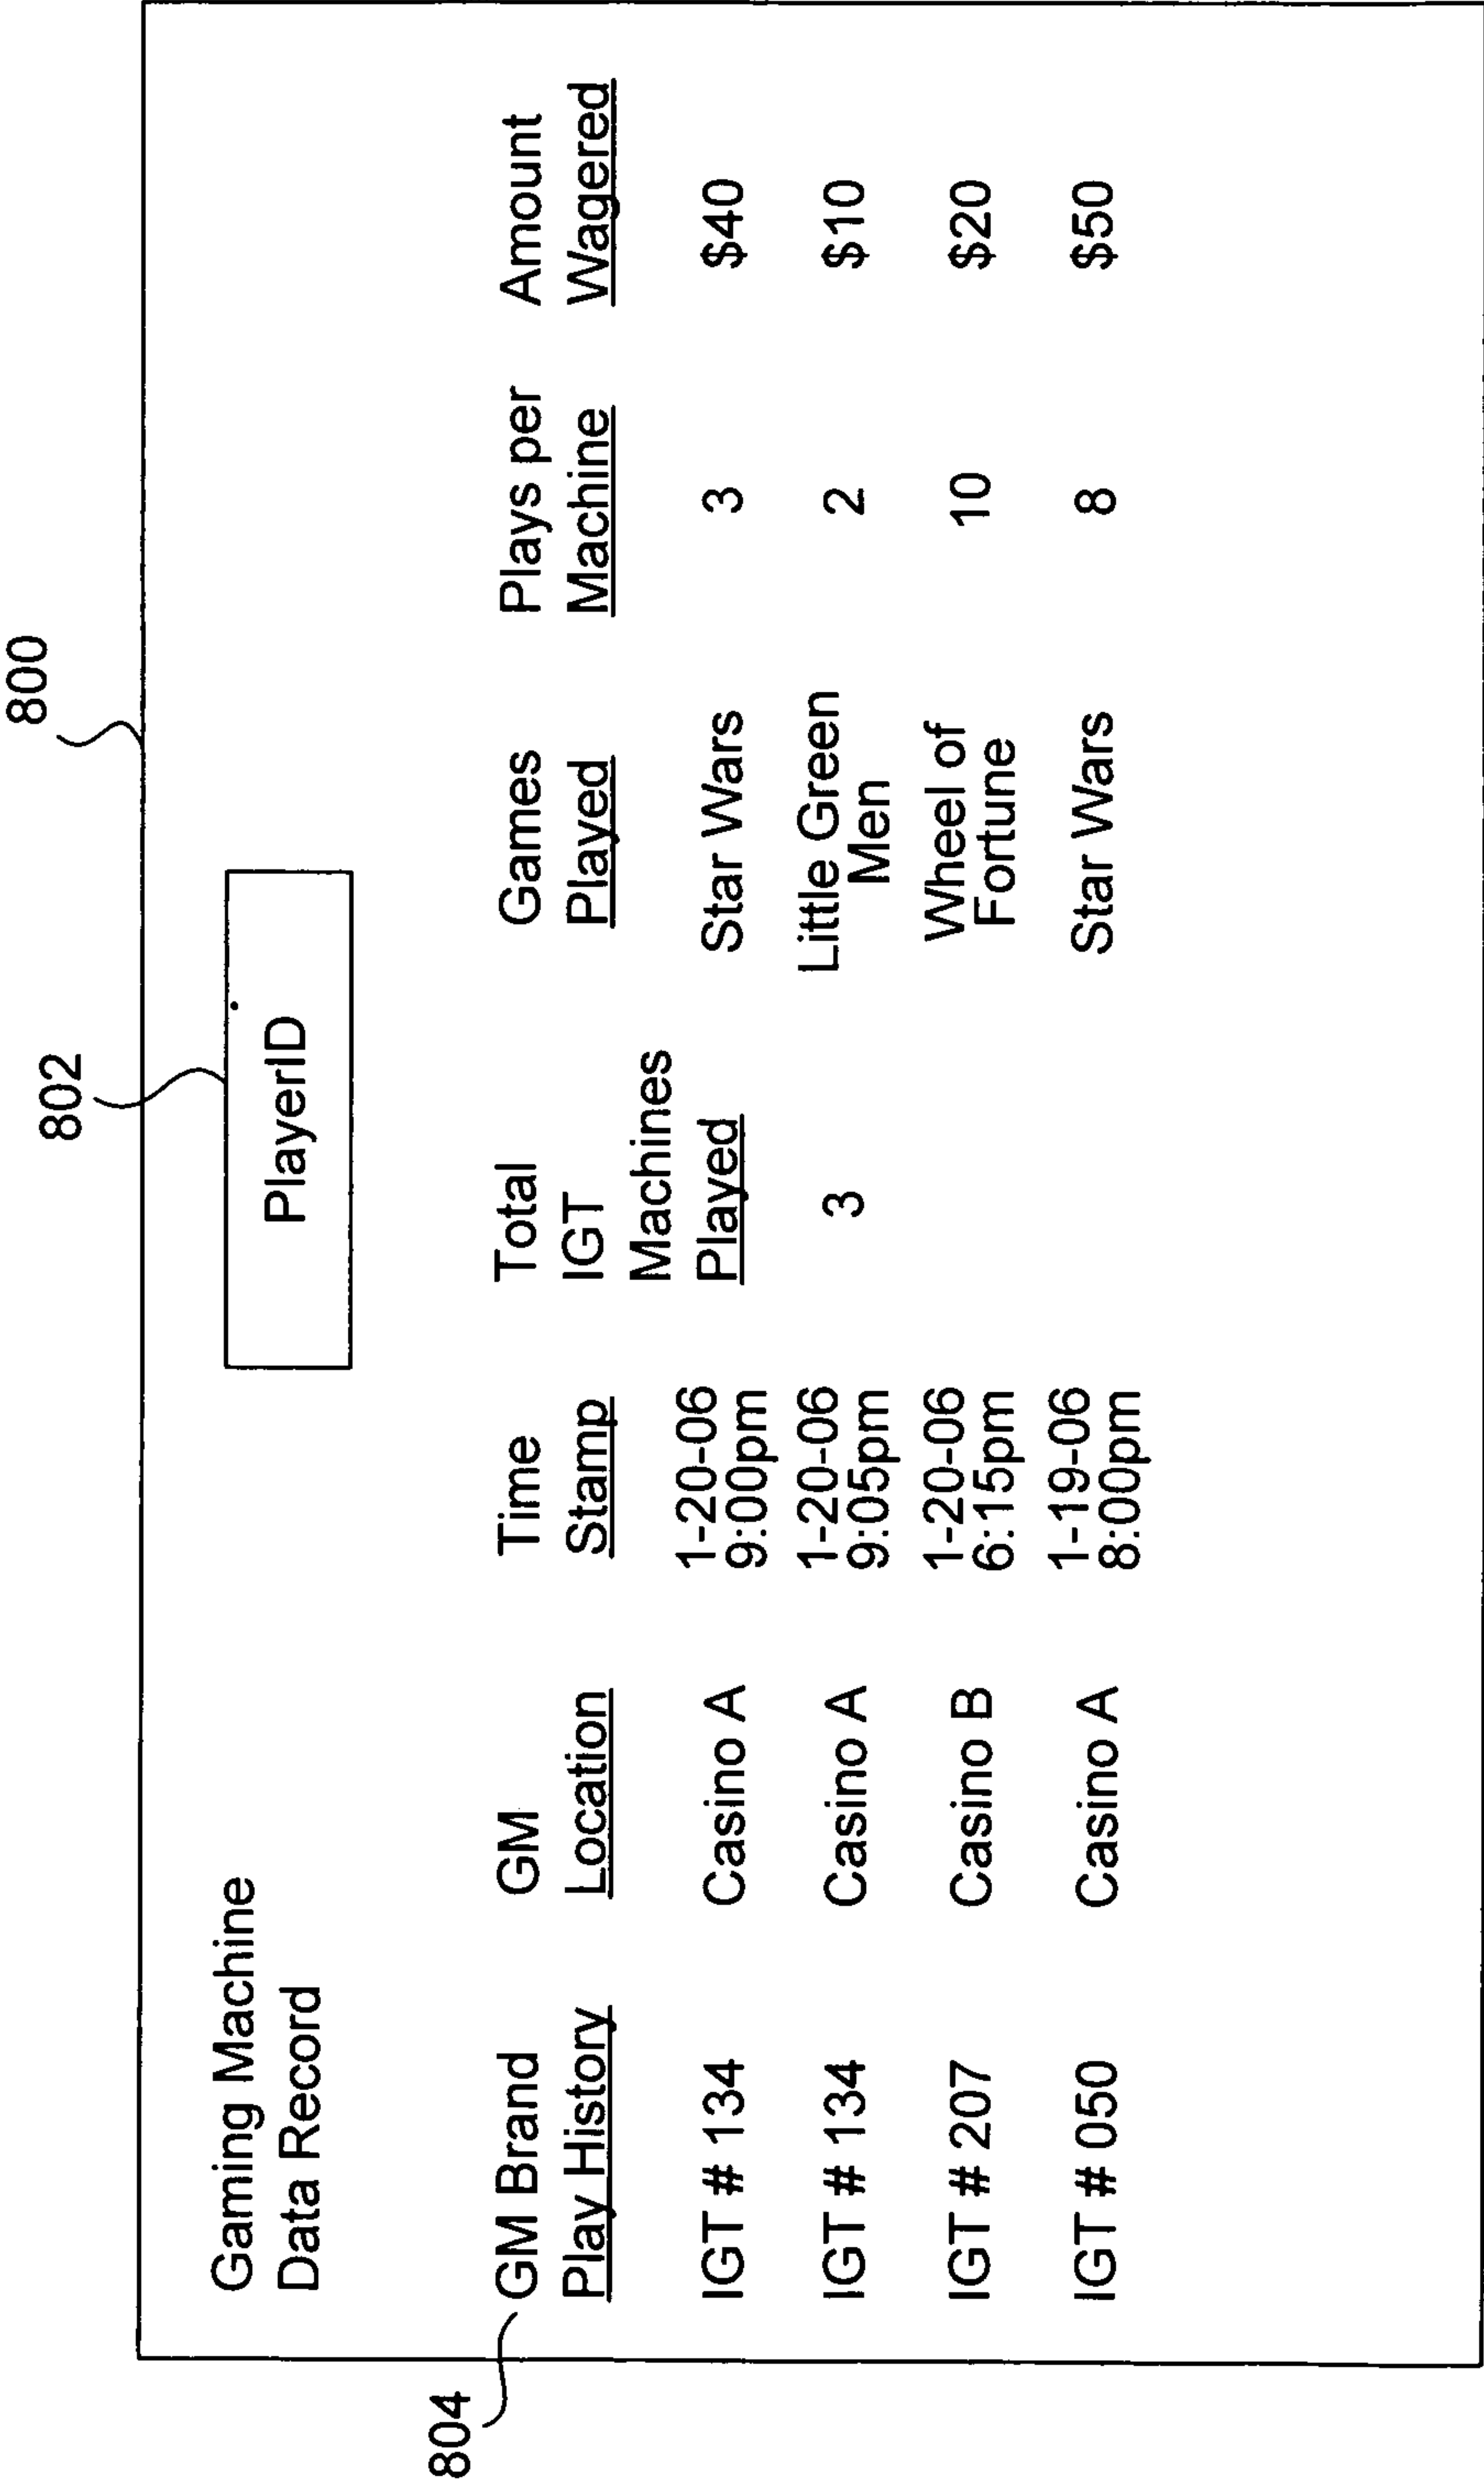 800
802
PlayerID
Gaming Machine
Data Record
804
GM Brand
Play History
GM
Location
Time
Stamp
Total
IGT
Machines
Played
Games
Played
Plays per
Machine
Amount
Wagered
IGT # 134
Casino A
1-20-06
9:00pm
Star Wars
3
$40
IGT # 134
Casino A
1-20-06
9:05pm
3
Little Green
Men
2
$10
IGT # 207
Casino B
1-20-06
6:15pm
Wheel of
Fortune
10
$20
IGT # 050
Casino A
1-19-06
8:00pm
Star Wars
8
$50